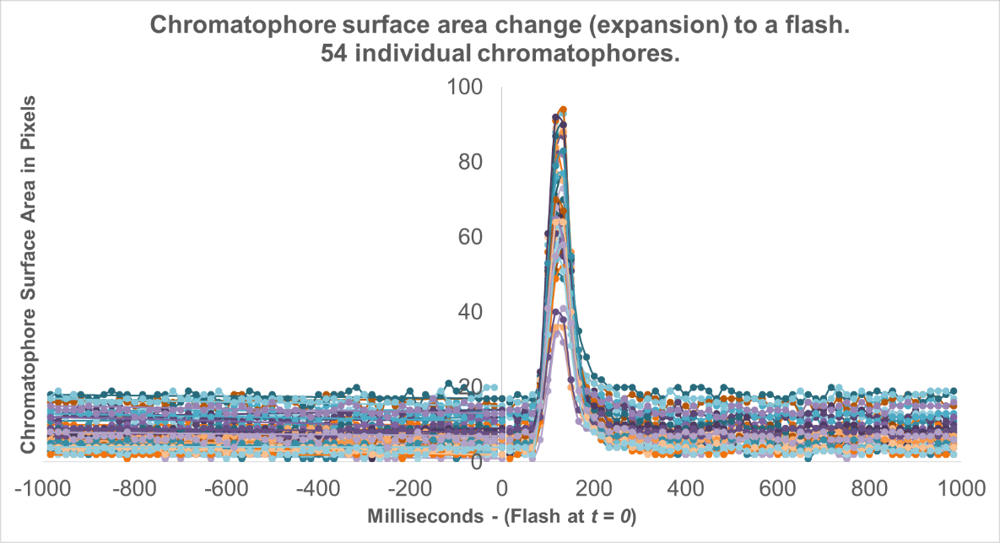 Chromatophore surface area change (expansion) to a flash.
54 individual chromatophores.
Chromatophore Surface Area in Pixels
100
80
60
40
20
0
-1000 -800 -600 -400 -200 0 200 400 600 800 1000
Milliseconds - (Flash at t = 0)